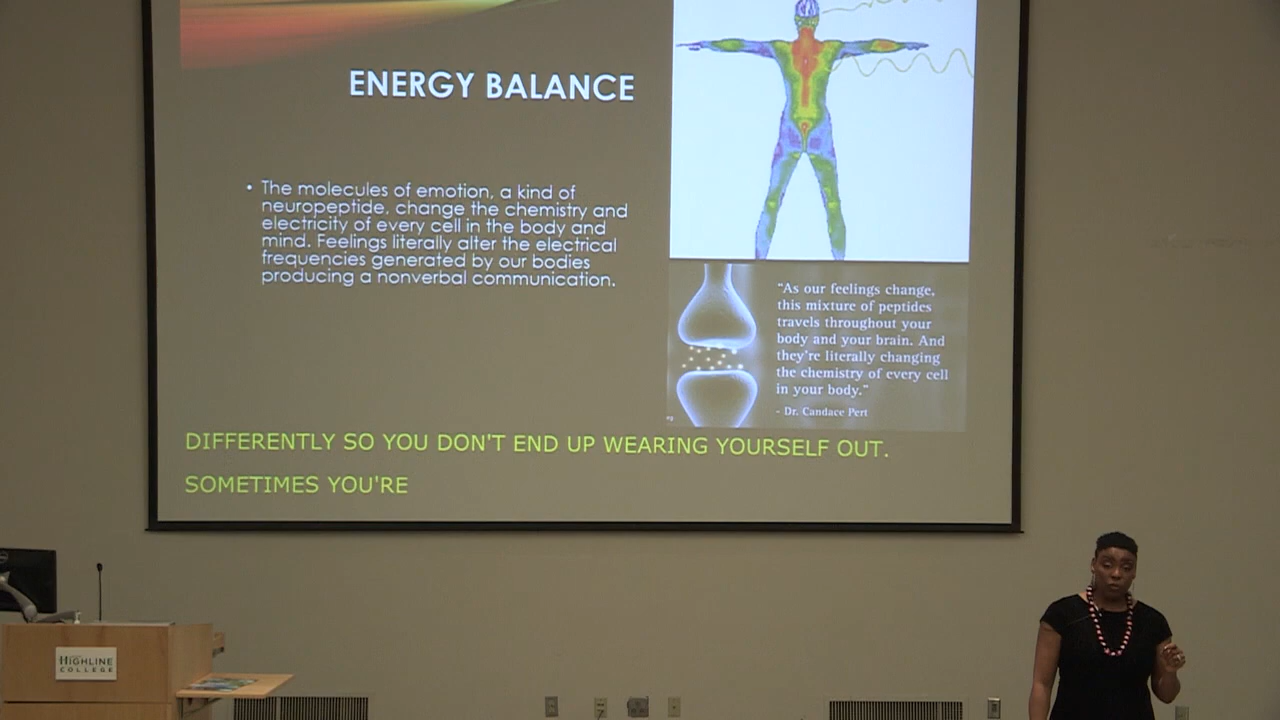 ENERGY BALANCE
• The molecules of emotion, a kind of
neuropeptide, change the chemistry and
electricity of every cell in the body and
mind. Feelings literally alter the electrical
frequencies generated by our bodies
producing a nonverbal communication.
"As our feelings change,
this mixture of peptides
travels throughout your
body and your brain. And
they're literally changing
the chemistry of every cell
in your body."
- Dr. Candace Pert
DIFFERENTLY SO YOU DON'T END UP WEARING YOURSELF OUT.
SOMETIMES YOU'RE
HIGHLINE
COLLEGE